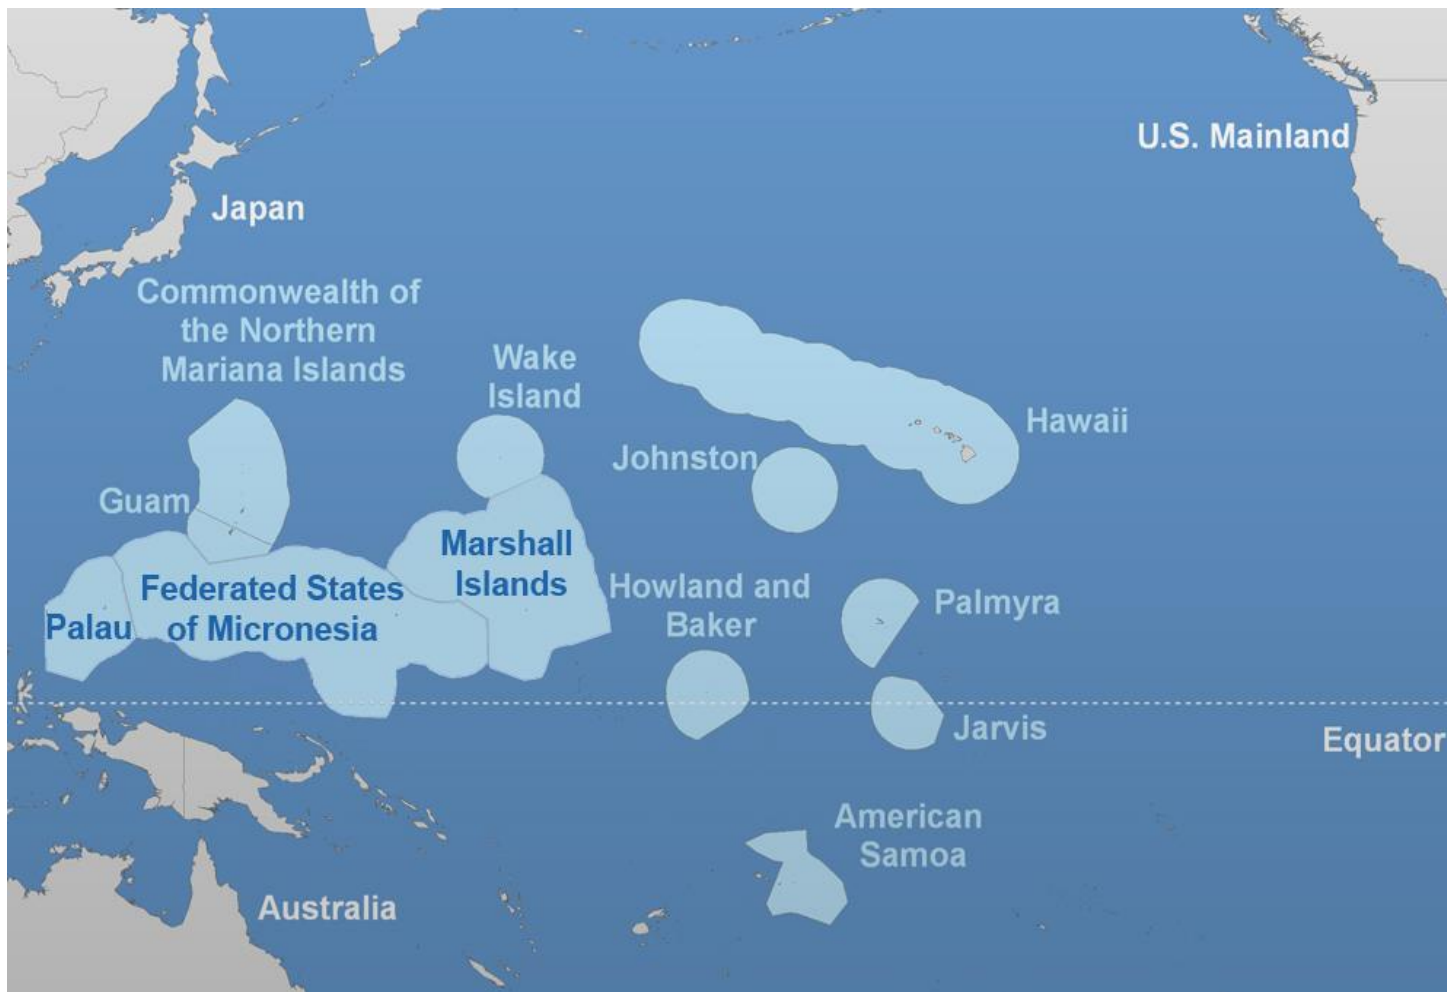 U.S. Mainland
Japan
Commonwealth of
the Northern
Mariana Islands
Wake
Island
Hawaii
Johnston
Guam
Marshall
Islands
Federated States
of Micronesia
Palau
Howland and
Baker
Palmyra
Jarvis
Equator
American
Samoa
Australia